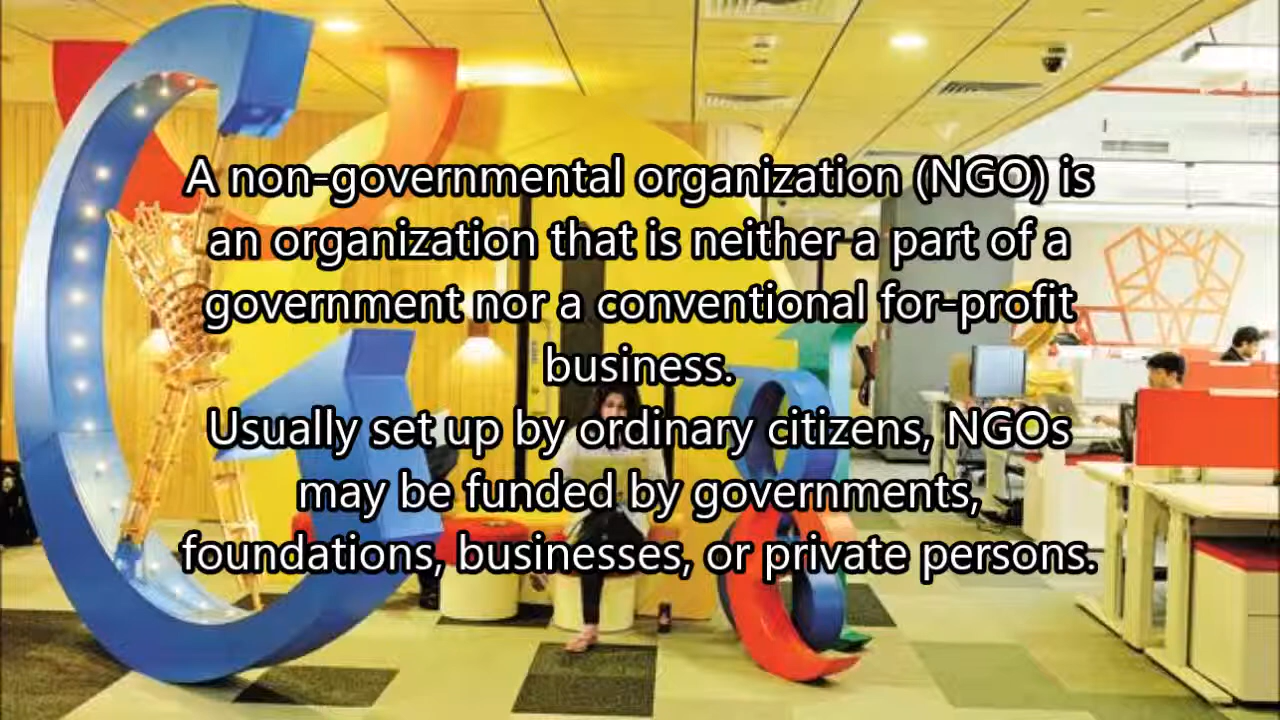 A non-governmental organization (NGO) is
an organization that is neither a part of a
government nor a conventional for-profit
business.
Usually set up by ordinary citizens, NGOs
may be funded by governments,
foundations, businesses, or private persons.